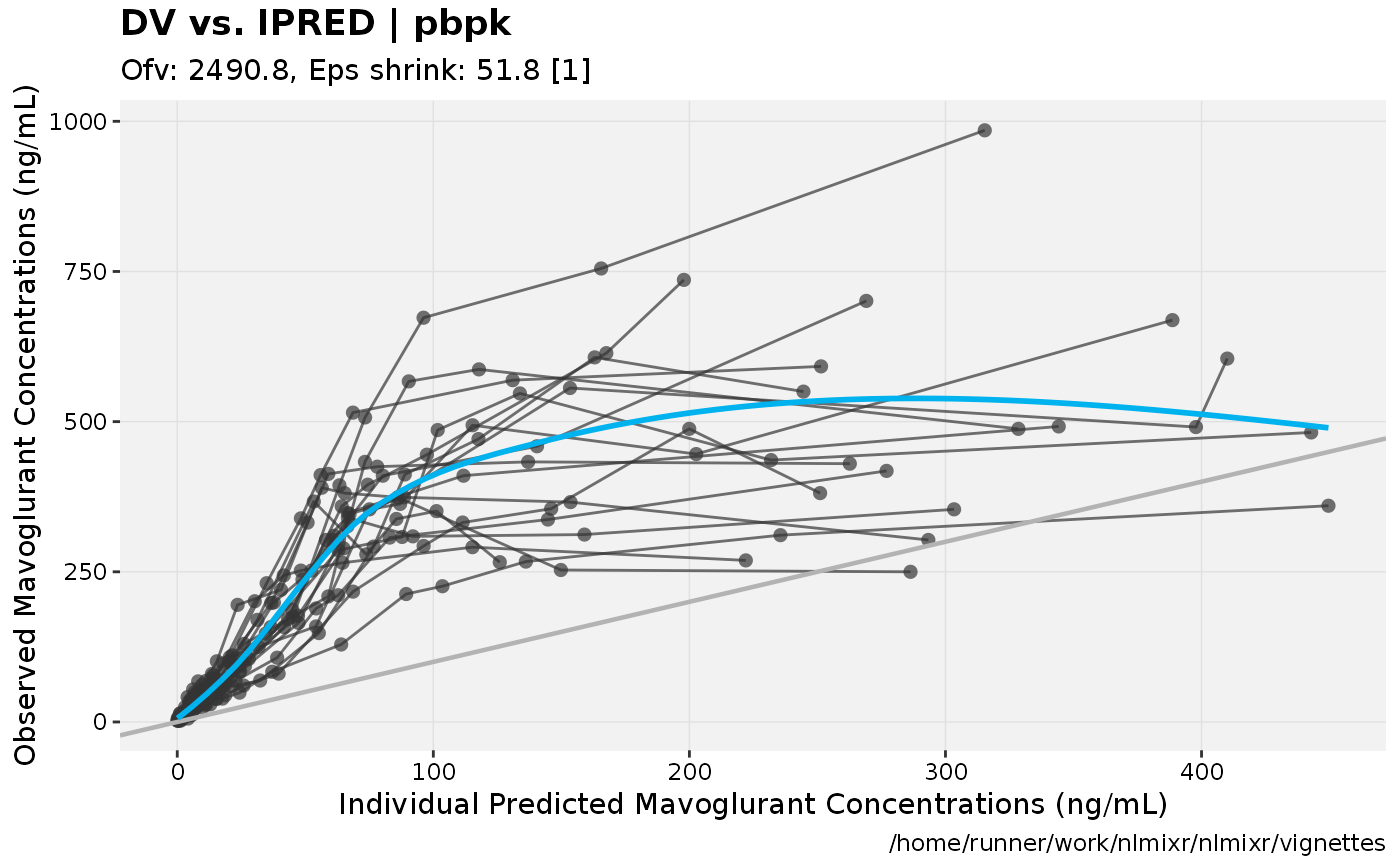 DV vs. IPRED | pbpk
Ofv: 2490.8, Eps shrink: 51.8 [1]
Observed Mavoglurant Concentrations (ng/mL)
1000
750
500
250
0
0 100 200 300 400
Individual Predicted Mavoglurant Concentrations (ng/mL)
/home/runner/work/nlmixr/nlmixr/vignettes